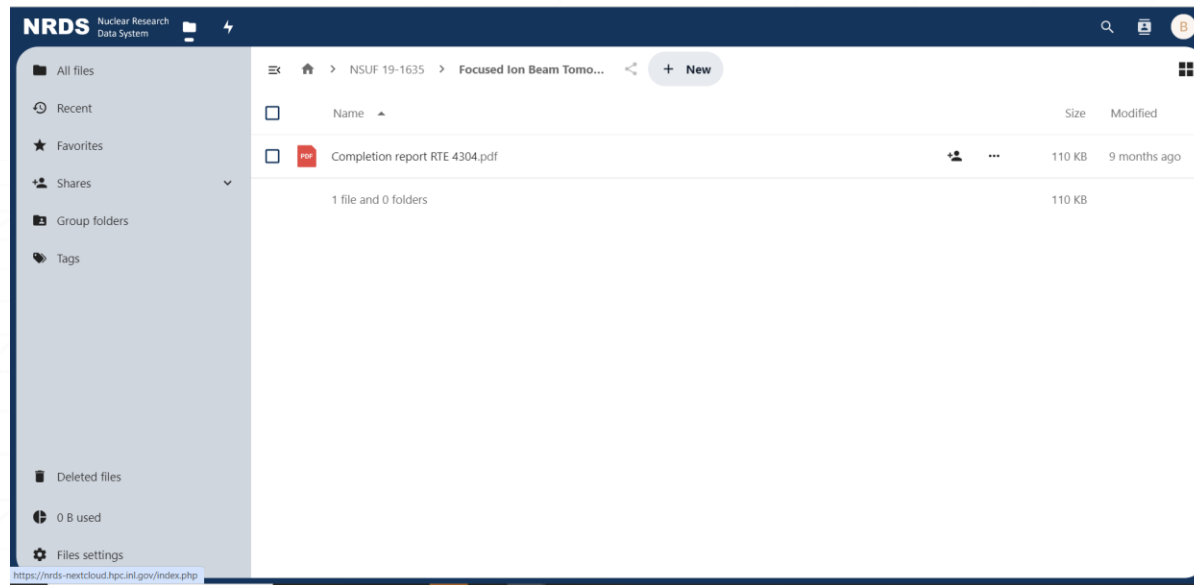 NRDS Nuclear Research
Data System
B
All files
Recent
Favorites
Shares
Group folders
Tags
Deleted files
0 B used
Files settings
https://nrds-nextcloud.hpc.inl.gov/index.php
> NSUF 19-1635 > Focused Ion Beam Tomo... + New
Name Size Modified
PDF Completion report RTE 4304.pdf ... 110 KB 9 months ago
1 file and 0 folders 110 KB